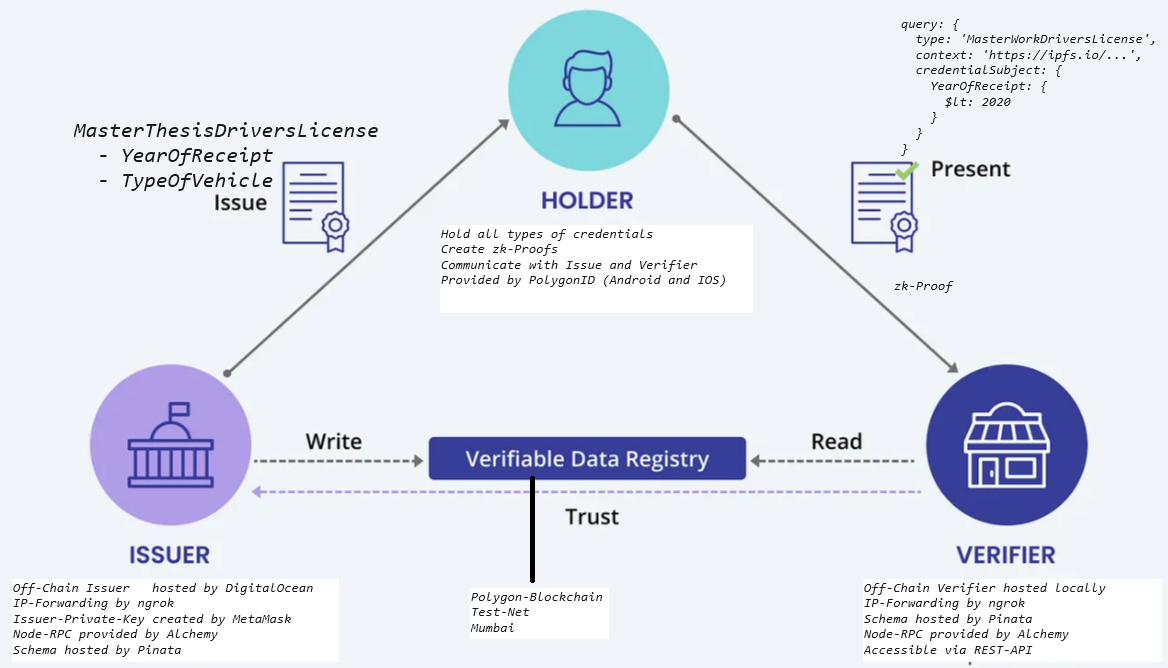 query: {
type: 'MasterWorkDriversLicense',
context: 'https://ipfs.io/...',
credentialSubject: {
YearOfReceipt: {
$lt: 2020
}
}
}
MasterThesisDriversLicense
- YearOfReceipt
- TypeOfVehicle
Issue
Present
HOLDER
Hold all types of credentials
Create zk-Proofs
Communicate with Issue and Verifier
Provided by PolygonID (Android and IOS)
zk-Proof
Write
Verifiable Data Registry
Read
Trust
ISSUER
Off-Chain Issuer   hosted by DigitalOcean
IP-Forwarding by ngrok
Issuer-Private-Key created by MetaMask
Node-RPC provided by Alchemy
Schema hosted by Pinata
Polygon-Blockchain
Test-Net
Mumbai
VERIFIER
Off-Chain Verifier hosted locally
IP-Forwarding by ngrok
Schema hosted by Pinata
Node-RPC provided by Alchemy
Accessible via REST-API